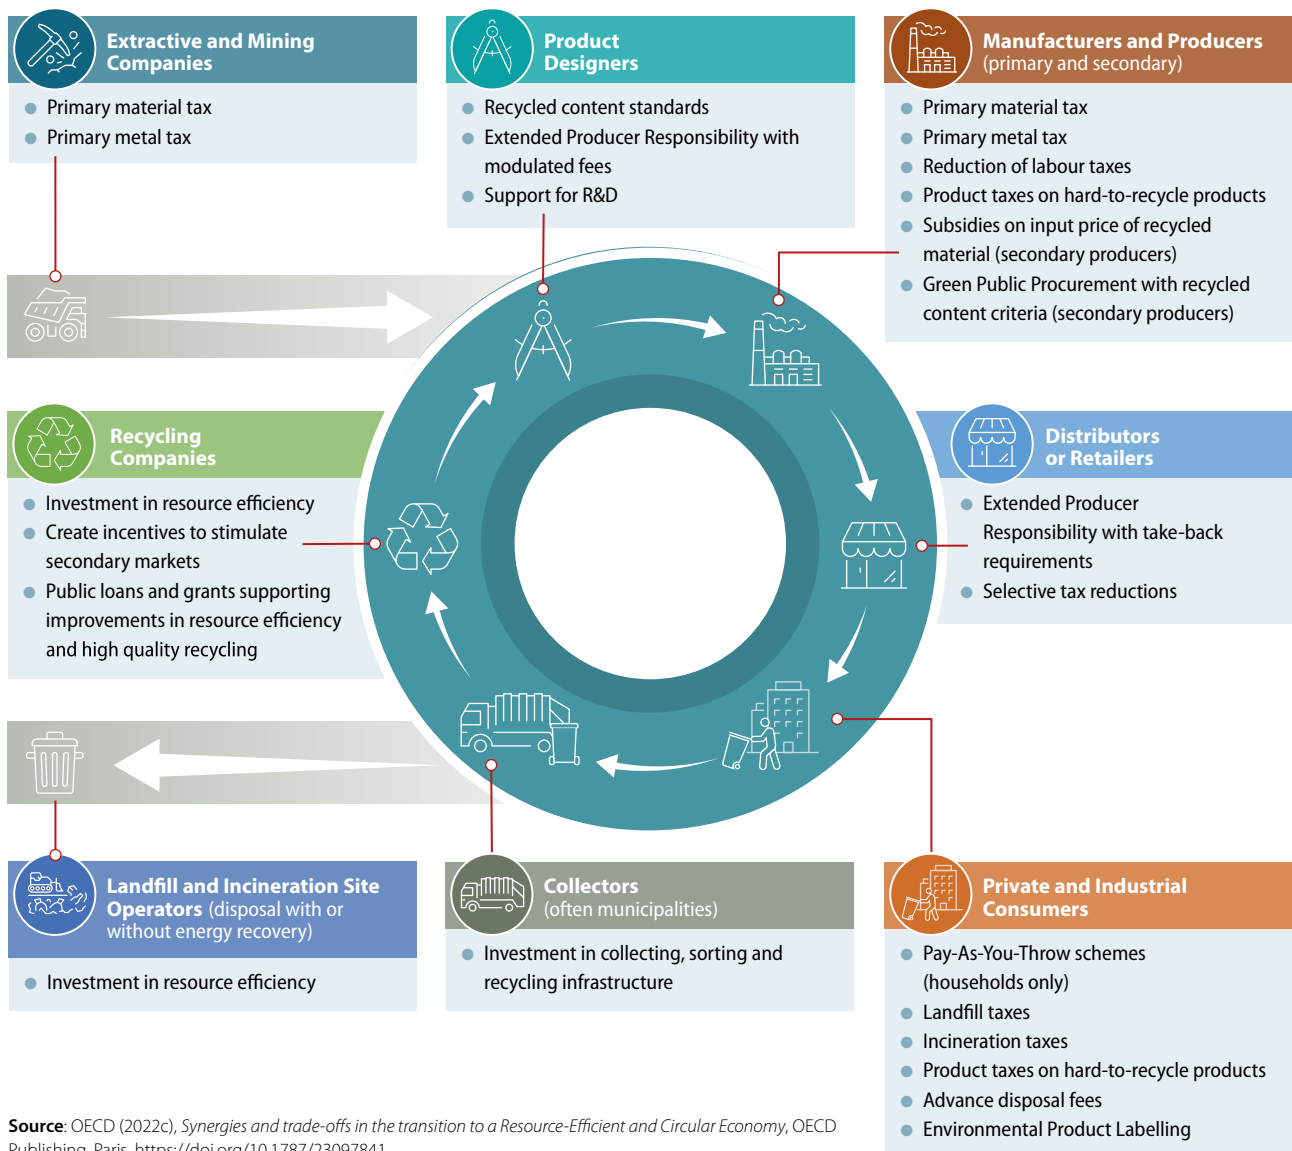 Extractive and Mining
Companies
Primary material tax
Primary metal tax
Product
Designers
Recycled content standards
Extended Producer Responsibility with
modulated fees
Support for R&D
Manufacturers and Producers
(primary and secondary)
Primary material tax
Primary metal tax
Reduction of labour taxes
Product taxes on hard-to-recycle products
Subsidies on input price of recycled
material (secondary producers)
Green Public Procurement with recycled
content criteria (secondary producers)
Recycling
Companies
Investment in resource efficiency
Create incentives to stimulate
secondary markets
Public loans and grants supporting
improvements in resource efficiency
and high quality recycling
Distributors
or Retailers
Extended Producer
Responsibility with take-back
requirements
Selective tax reductions
Landfill and Incineration Site
Operators (disposal with or
without energy recovery)
Investment in resource efficiency
Collectors
(often municipalities)
Investment in collecting, sorting and
recycling infrastructure
Private and Industrial
Consumers
Pay-As-You-Throw schemes
(households only)
Landfill taxes
Incineration taxes
Product taxes on hard-to-recycle products
Advance disposal fees
Environmental Product Labelling
Source: OECD (2022c), Synergies and trade-offs in the transition to a Resource-Efficient and Circular Economy, OECD
Publishing, Paris, https://doi.org/10.1787/23097841